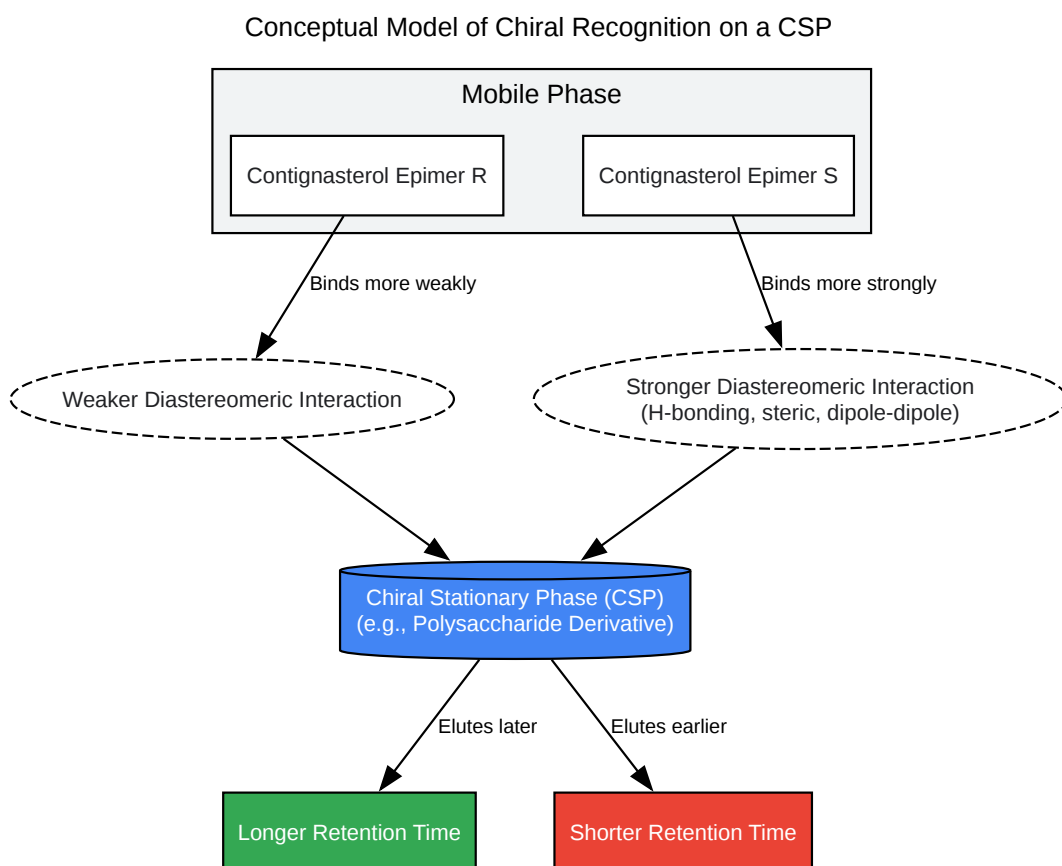 Conceptual Model of Chiral Recognition on a CSP
Mobile Phase
Contignasterol Epimer R
Contignasterol Epimer S
Binds more weakly
Binds more strongly
Weaker Diastereomeric Interaction
Stronger Diastereomeric Interaction
(H-bonding, steric, dipole-dipole)
Chiral Stationary Phase (CSP)
(e.g., Polysaccharide Derivative)
Elutes later
Elutes earlier
Longer Retention Time
Shorter Retention Time